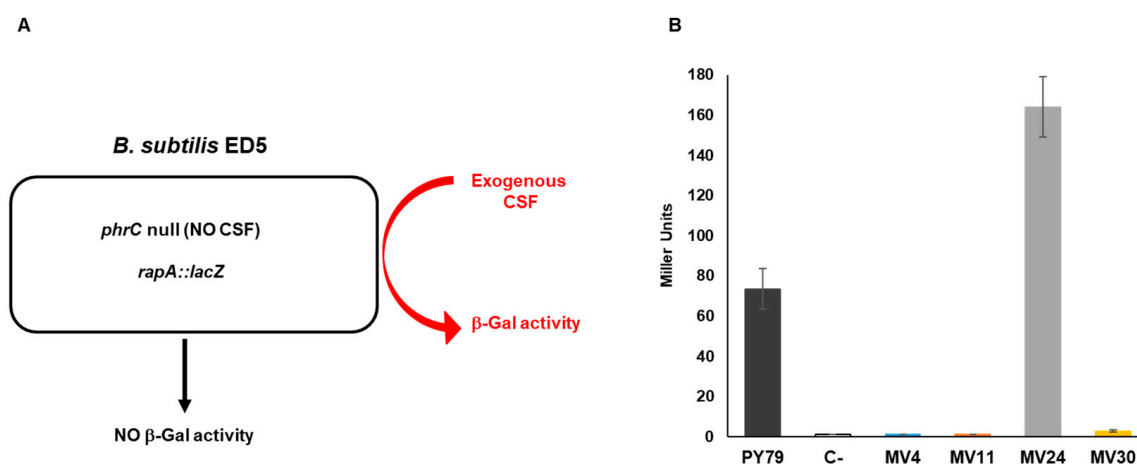 A
B. subtilis ED5
phrC null (NO CSF)
rapA::lacZ
Exogenous
CSF
β-Gal activity
NO β-Gal activity
B
Miller Units
180
160
140
120
100
80
60
40
20
0
PY79 C- MV4 MV11 MV24 MV30